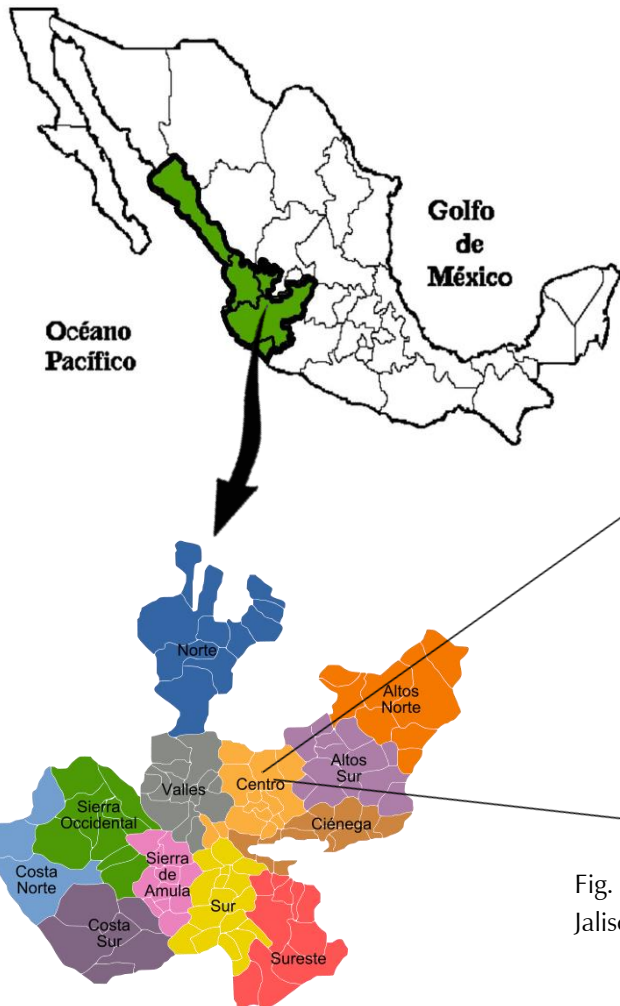 Golfo
de
México
Océano
Pacífico
Norte
Altos
Norte
Altos
Sur
Centro
Valles
Ciénega
Sierra
Occidental
Sierra
de
Amula
Costa
Norte
Sur
Costa
Sur
Sureste
Fig.